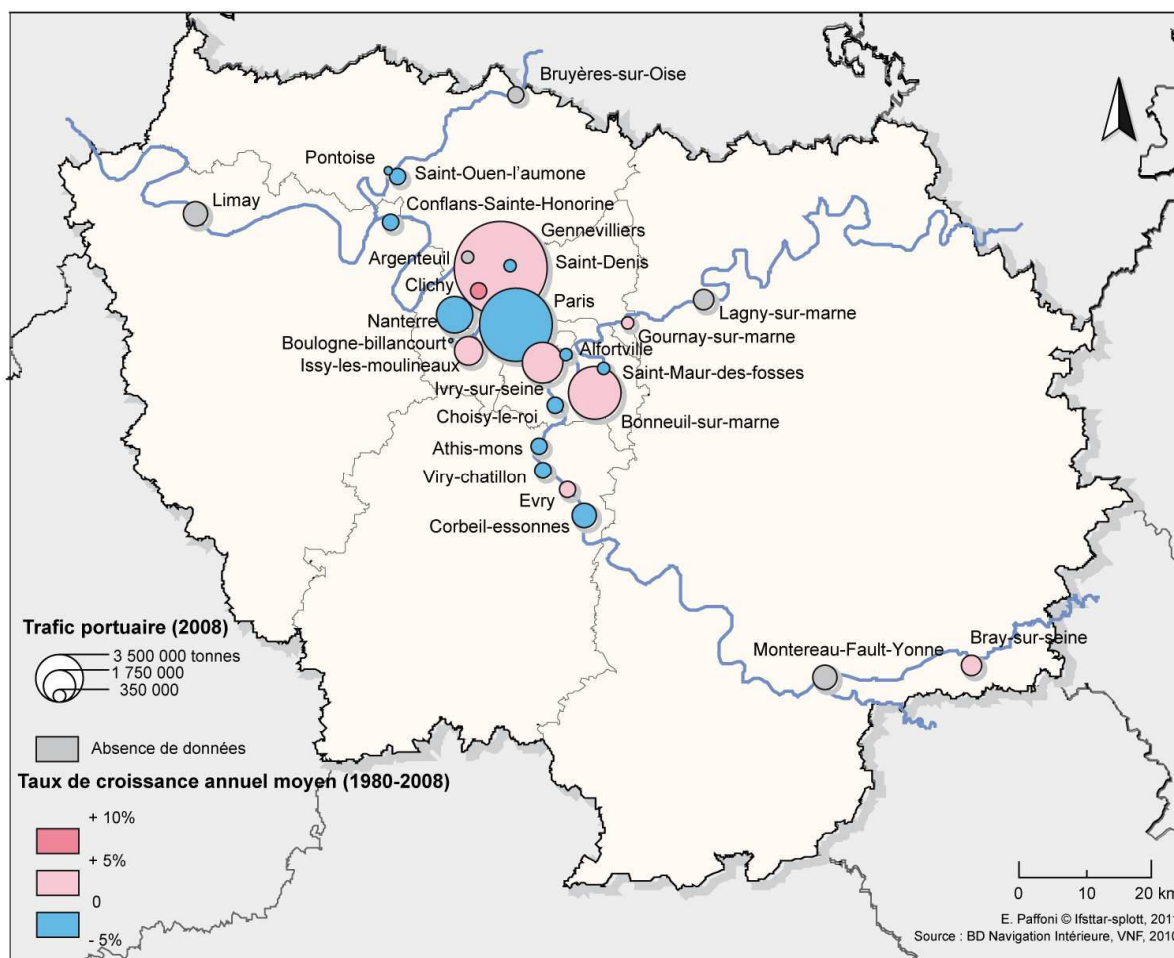 Bruyères-sur-Oise
Pontoise
Saint-Ouen-l'aumone
Limay
Conflans-Sainte-Honorine
Gennevilliers
Argenteuil
Saint-Denis
Clichy
Paris
Lagny-sur-marne
Nanterre
Gournay-sur-marne
Boulogne-billancourt
Alfortville
Issy-les-moulineaux
Saint-Maur-des-fosses
Ivry-sur-seine
Choisy-le-roi
Bonneuil-sur-marne
Athis-mons
Viry-chatillon
Evry
Corbeil-essonnes
Montereau-Fault-Yonne
Bray-sur-seine
Trafic portuaire (2008)
3 500 000 tonnes
1 750 000
350 000
Absence de données
Taux de croissance annuel moyen (1980-2008)
+ 10%
+ 5%
0
- 5%
0 10 20 km
E. Paffoni © Ifsttar-splott, 2011
Source : BD Navigation Intérieure, VNF, 2010